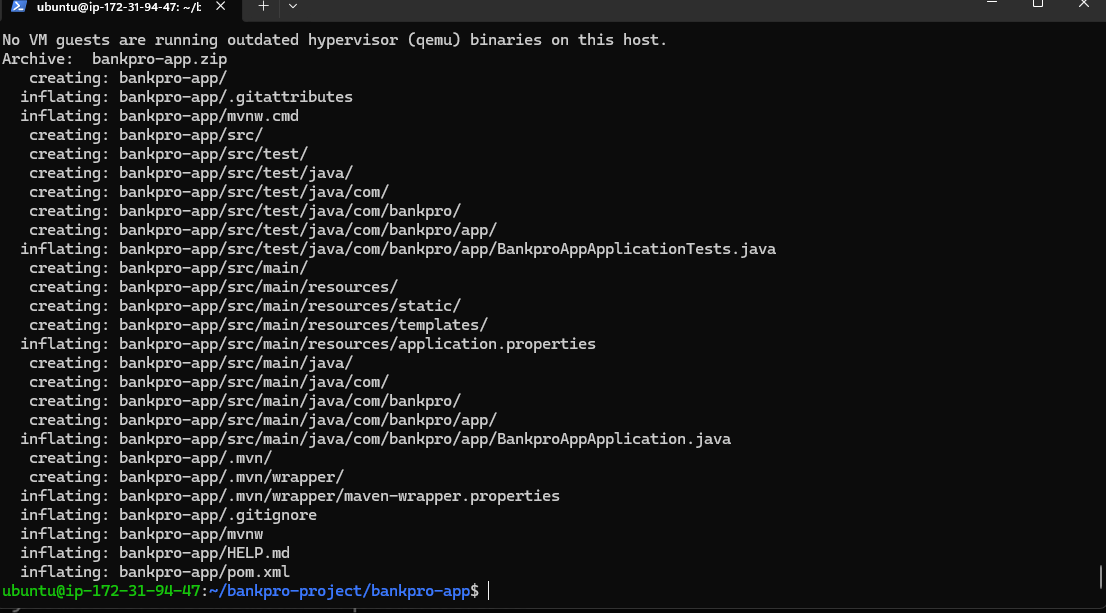 ubuntu@ip-172-31-94-47: ~/b
No VM guests are running outdated hypervisor (qemu) binaries on this host.
Archive:  bankpro-app.zip
   creating: bankpro-app/
  inflating: bankpro-app/.gitattributes
  inflating: bankpro-app/mvnw.cmd
   creating: bankpro-app/src/
   creating: bankpro-app/src/test/
   creating: bankpro-app/src/test/java/
   creating: bankpro-app/src/test/java/com/
   creating: bankpro-app/src/test/java/com/bankpro/
   creating: bankpro-app/src/test/java/com/bankpro/app/
  inflating: bankpro-app/src/test/java/com/bankpro/app/BankproAppApplicationTests.java
   creating: bankpro-app/src/main/
   creating: bankpro-app/src/main/resources/
   creating: bankpro-app/src/main/resources/static/
   creating: bankpro-app/src/main/resources/templates/
  inflating: bankpro-app/src/main/resources/application.properties
   creating: bankpro-app/src/main/java/
   creating: bankpro-app/src/main/java/com/
   creating: bankpro-app/src/main/java/com/bankpro/
   creating: bankpro-app/src/main/java/com/bankpro/app/
  inflating: bankpro-app/src/main/java/com/bankpro/app/BankproAppApplication.java
   creating: bankpro-app/.mvn/
   creating: bankpro-app/.mvn/wrapper/
  inflating: bankpro-app/.mvn/wrapper/maven-wrapper.properties
  inflating: bankpro-app/.gitignore
  inflating: bankpro-app/mvnw
  inflating: bankpro-app/HELP.md
  inflating: bankpro-app/pom.xml
ubuntu@ip-172-31-94-47:~/bankpro-project/bankpro-app$